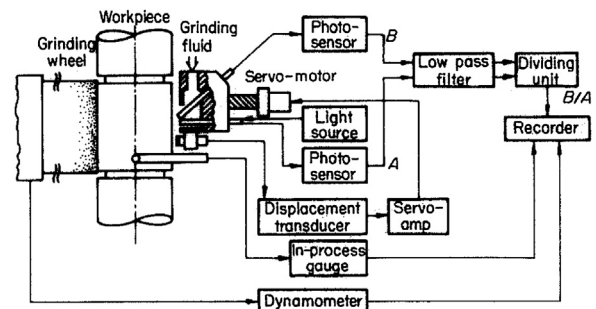 Workpiece
Grinding
wheel
Grinding
fluid
Servo-motor
Photo-
sensor
B
Low pass
filter
Dividing
unit
B/A
Recorder
Light
source
Photo-
sensor
A
Displacement
transducer
Servo-
amp
In-process
gauge
Dynamometer